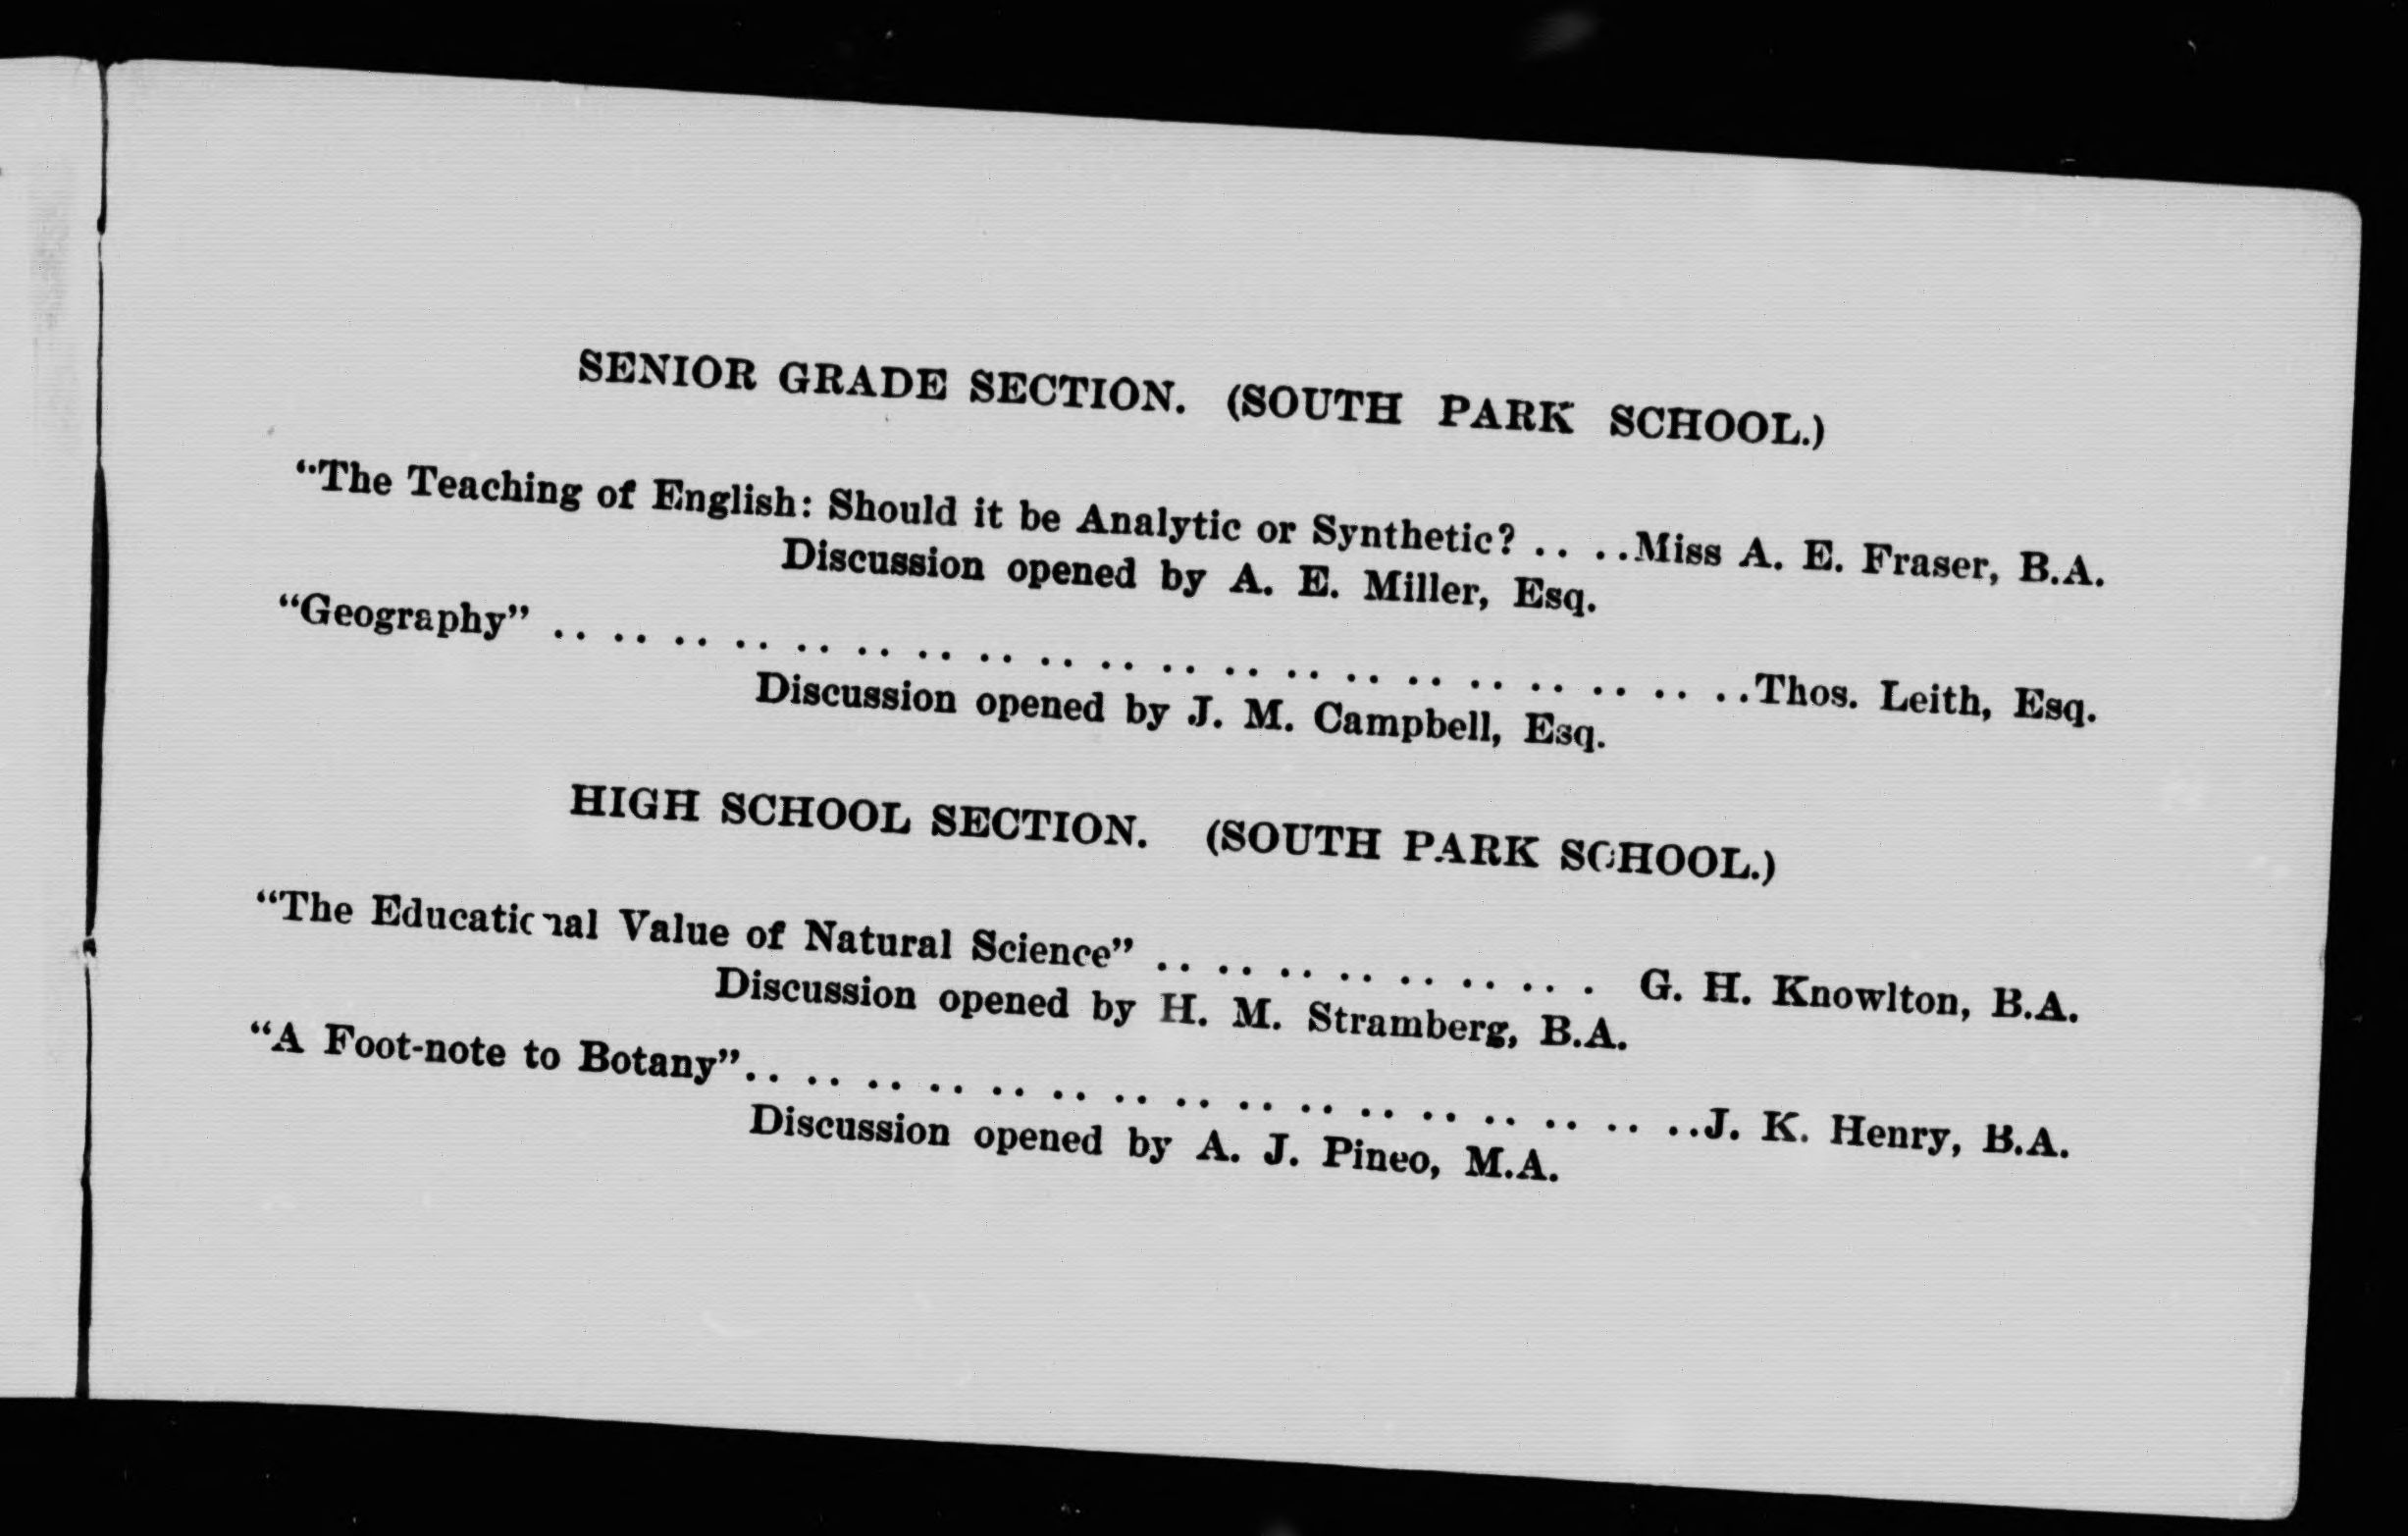 SENIOR GRADE SECTION. (SOUTH PARK SCHOOL.)
"The Teaching of English: Should it be Analytic or Synthetic? .. ..Miss A. E. Fraser, B.A.
Discussion opened by A. E. Miller, Esq.
"Geography" .. .. .. .. .. .. .. .. .. .. .. .. .. .. .. .. .. .. .. ..Thos. Leith, Esq.
Discussion opened by J. M. Campbell, Esq.
HIGH SCHOOL SECTION. (SOUTH PARK SCHOOL.)
"The Educational Value of Natural Science" .. .. .. .. .. .. .. . G. H. Knowlton, B.A.
Discussion opened by H. M. Stramberg, B.A.
"A Foot-note to Botany".. .. .. .. .. .. .. .. .. .. .. .. .. .. .. ..J. K. Henry, B.A.
Discussion opened by A. J. Pineo, M.A.